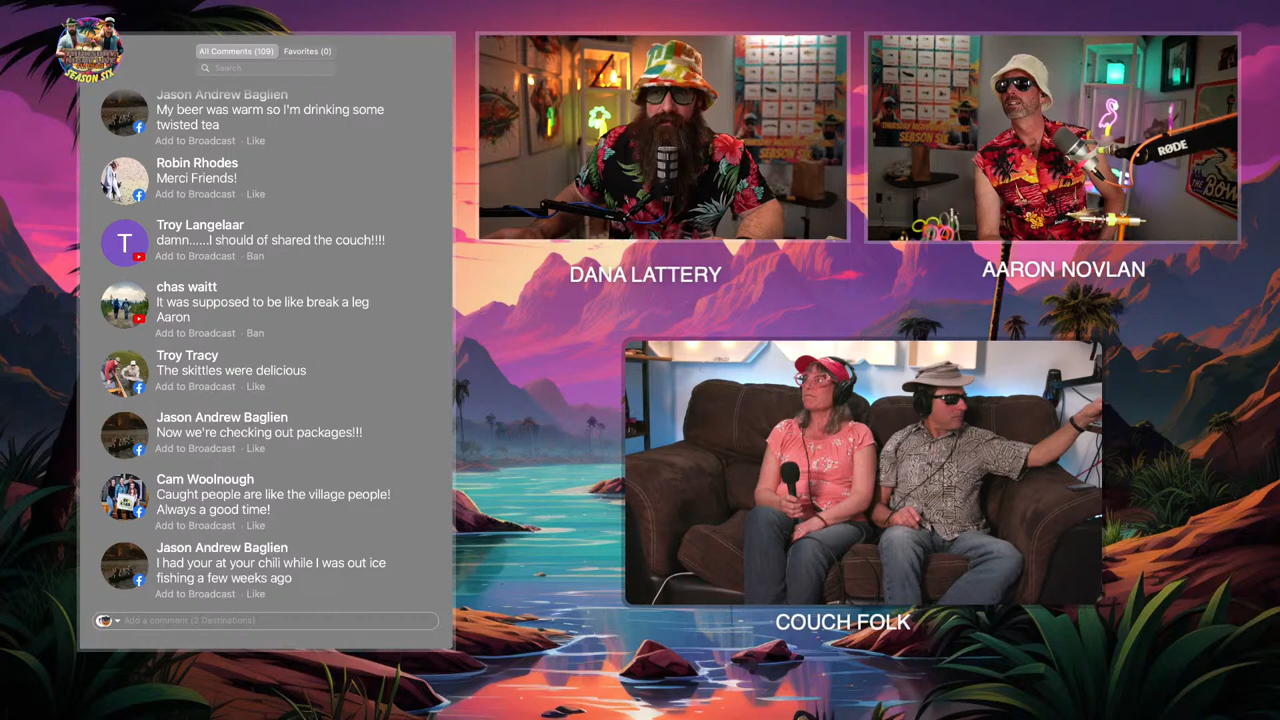 SEASON SIX
All Comments (109) Favorites (0)
Search
Jason Andrew Baglien
My beer was warm so I'm drinking some
twisted tea
Add to Broadcast · Like
Robin Rhodes
Merci Friends!
Add to Broadcast · Like
T
Troy Langelaar
damn......I should of shared the couch!!!!
Add to Broadcast · Ban
chas waitt
It was supposed to be like break a leg
Aaron
Add to Broadcast · Ban
Troy Tracy
The skittles were delicious
Add to Broadcast · Like
Jason Andrew Baglien
Now we're checking out packages!!!
Add to Broadcast · Like
Cam Woolnough
Caught people are like the village people!
Always a good time!
Add to Broadcast · Like
Jason Andrew Baglien
I had your at your chili while I was out ice
fishing a few weeks ago
Add to Broadcast · Like
Add a comment (2 Destinations)
RØDE
DANA LATTERY
AARON NOVLAN
COUCH FOLK